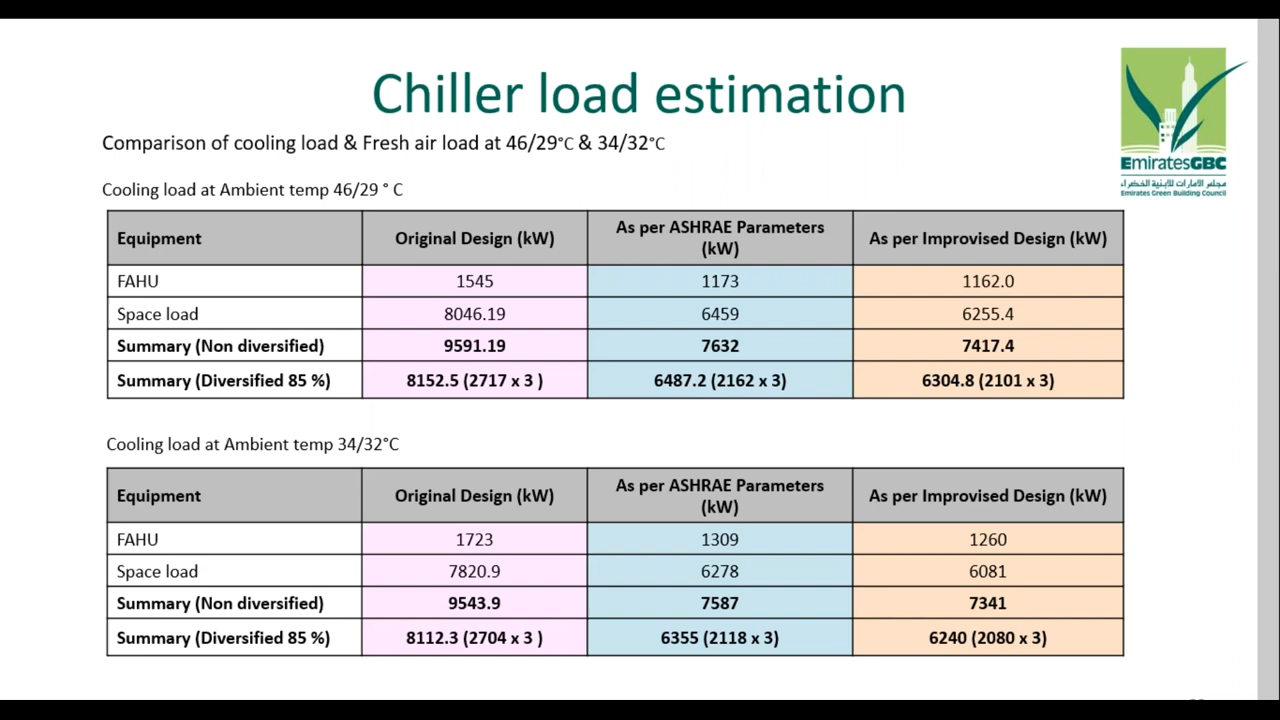 Chiller load estimation
Comparison of cooling load & Fresh air load at 46/29°C & 34/32°C
EmiratesGBC
مجلس الامارات للأبنية الخضراء
Emirates Green Building Council
Cooling load at Ambient temp 46/29 ° C
Equipment Original Design (kW) As per ASHRAE Parameters (kW) As per Improvised Design (kW)
FAHU 1545 1173 1162.0
Space load 8046.19 6459 6255.4
Summary (Non diversified) 9591.19 7632 7417.4
Summary (Diversified 85 %) 8152.5 (2717 x 3 ) 6487.2 (2162 x 3) 6304.8 (2101 x 3)
Cooling load at Ambient temp 34/32°C
Equipment Original Design (kW) As per ASHRAE Parameters (kW) As per Improvised Design (kW)
FAHU 1723 1309 1260
Space load 7820.9 6278 6081
Summary (Non diversified) 9543.9 7587 7341
Summary (Diversified 85 %) 8112.3 (2704 x 3 ) 6355 (2118 x 3) 6240 (2080 x 3)